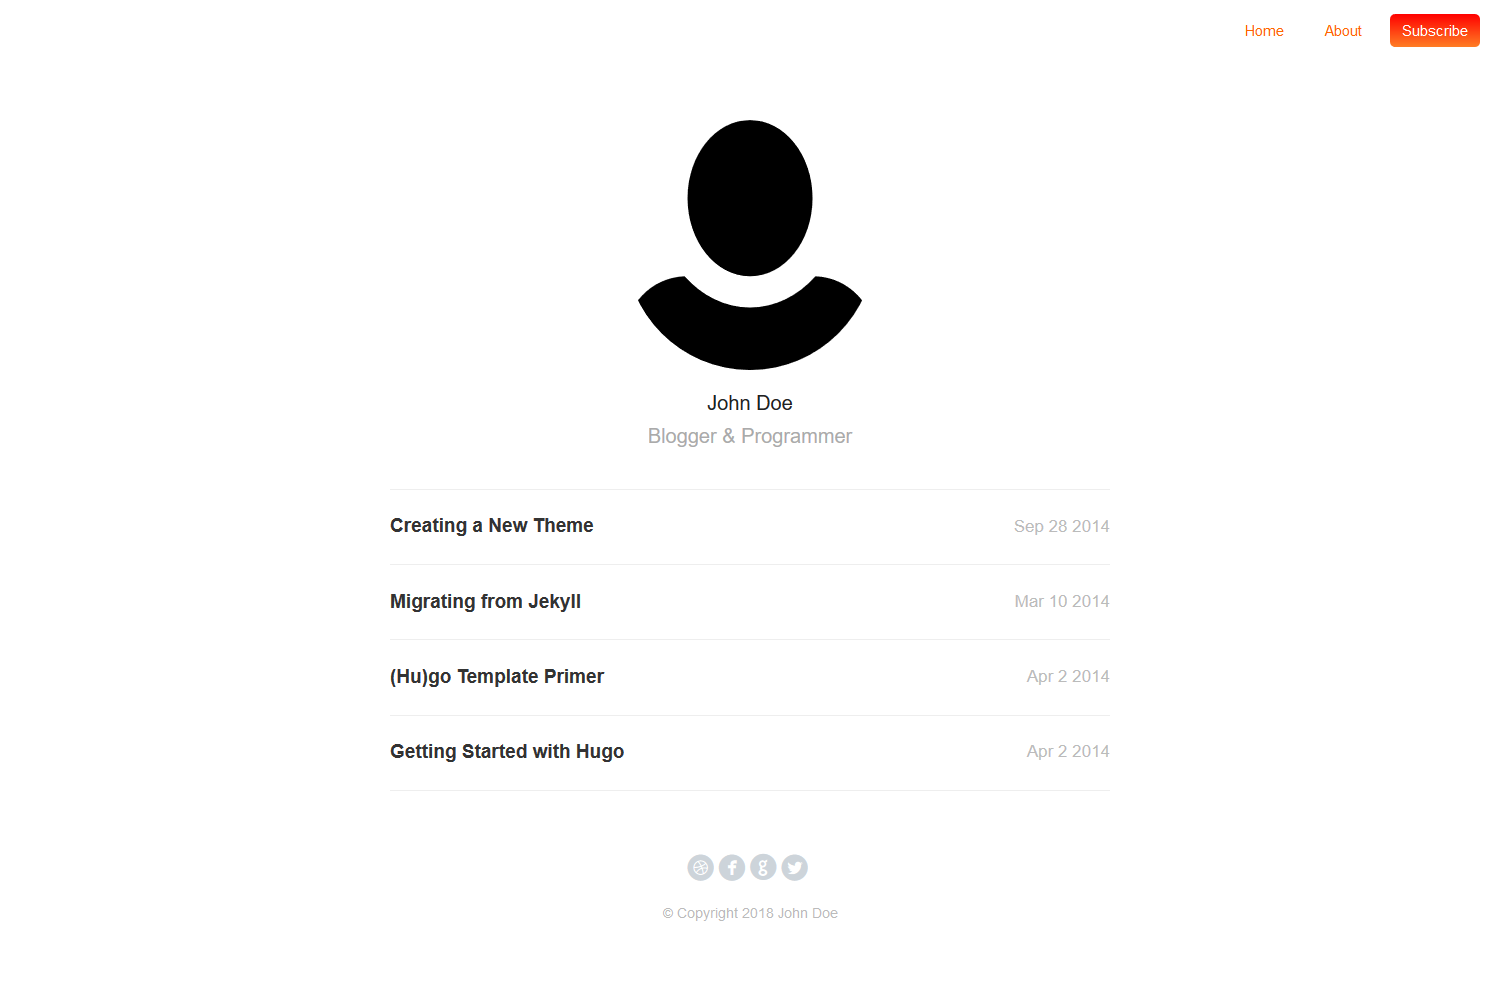 Home About Subscribe
John Doe
Blogger & Programmer
Creating a New Theme Sep 28 2014
Migrating from Jekyll Mar 10 2014
(Hu)go Template Primer Apr 2 2014
Getting Started with Hugo Apr 2 2014
© Copyright 2018 John Doe